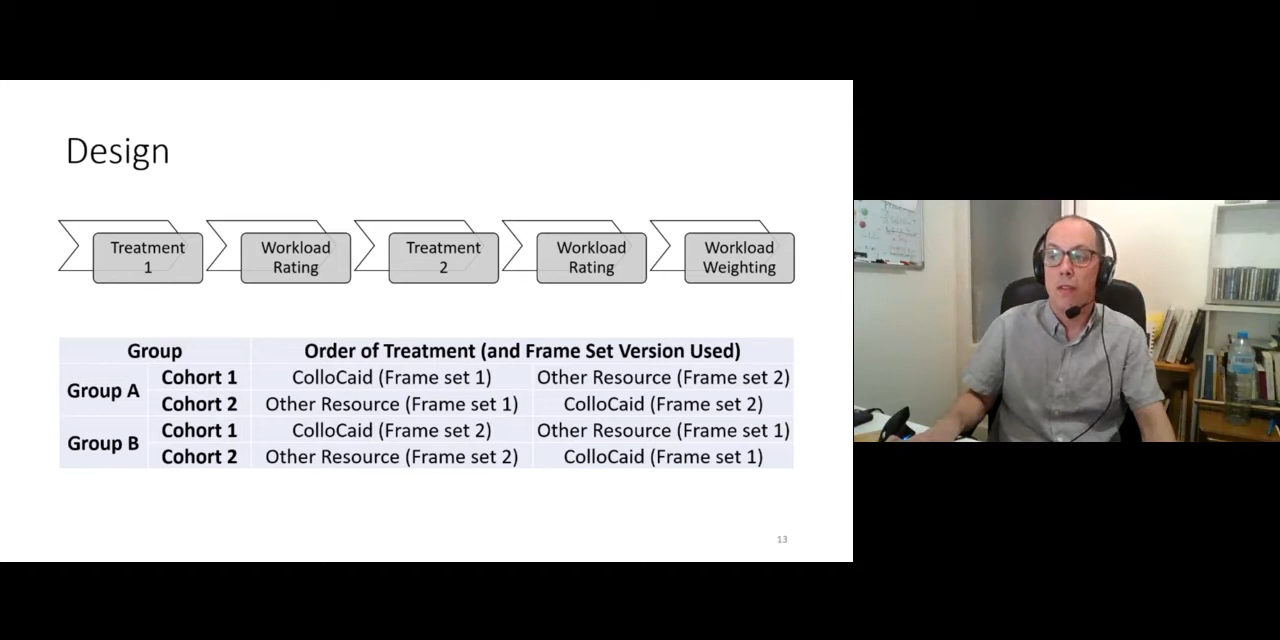 Design
Treatment
1
Workload
Rating
Treatment
2
Workload
Rating
Workload
Weighting
Group Order of Treatment (and Frame Set Version Used)
Group A Cohort 1 ColloCaid (Frame set 1) Other Resource (Frame set 2)
Cohort 2 Other Resource (Frame set 1) ColloCaid (Frame set 2)
Group B Cohort 1 ColloCaid (Frame set 2) Other Resource (Frame set 1)
Cohort 2 Other Resource (Frame set 2) ColloCaid (Frame set 1)
13